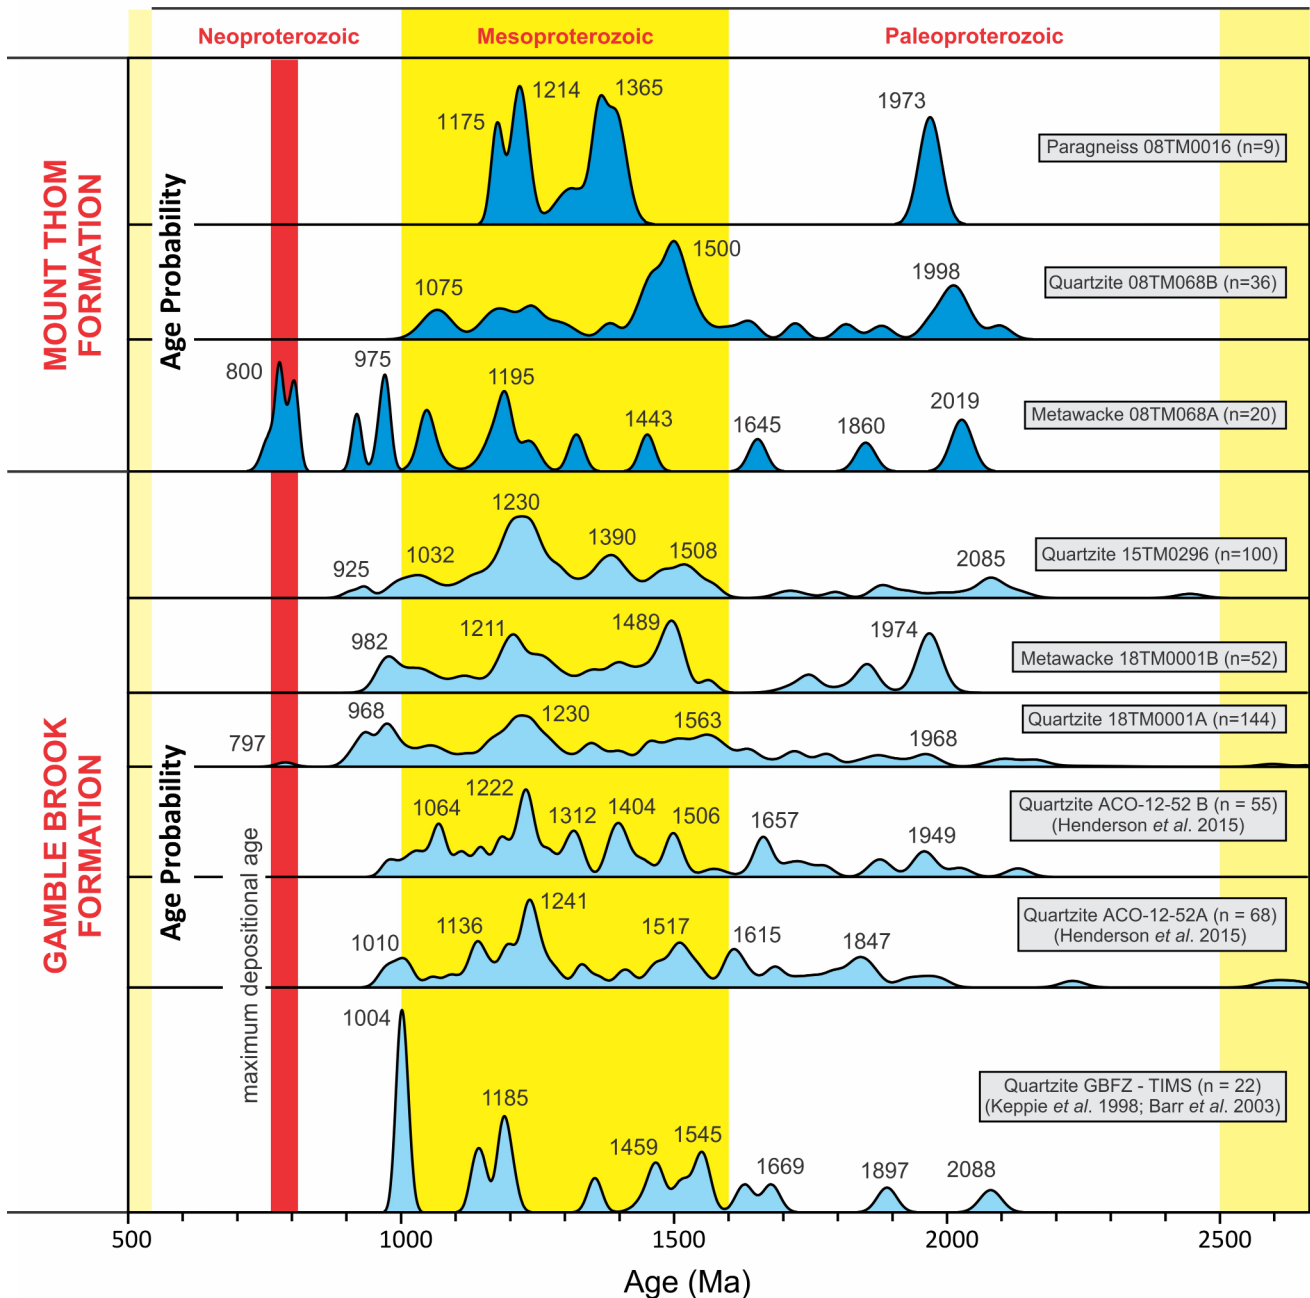 Neoproterozoic
Mesoproterozoic
Paleoproterozoic
MOUNT THOM
FORMATION
Age Probability
1175
1214
1365
1973
Paragneiss 08TM0016 (n=9)
1075
1500
1998
Quartzite 08TM068B (n=36)
800
975
1195
1443
1645
1860
2019
Metawacke 08TM068A (n=20)
GAMBLE BROOK
FORMATION
Age Probability
maximum depositional age
925
1032
1230
1390
1508
2085
Quartzite 15TM0296 (n=100)
982
1211
1489
1974
Metawacke 18TM0001B (n=52)
797
968
1230
1563
1968
Quartzite 18TM0001A (n=144)
1064
1222
1312
1404
1506
1657
1949
Quartzite ACO-12-52 B (n = 55)
(Henderson et al. 2015)
1010
1136
1241
1517
1615
1847
Quartzite ACO-12-52A (n = 68)
(Henderson et al. 2015)
1004
1185
1459
1545
1669
1897
2088
Quartzite GBFZ - TIMS (n = 22)
(Keppie et al. 1998; Barr et al. 2003)
500
1000
1500
2000
2500
Age (Ma)